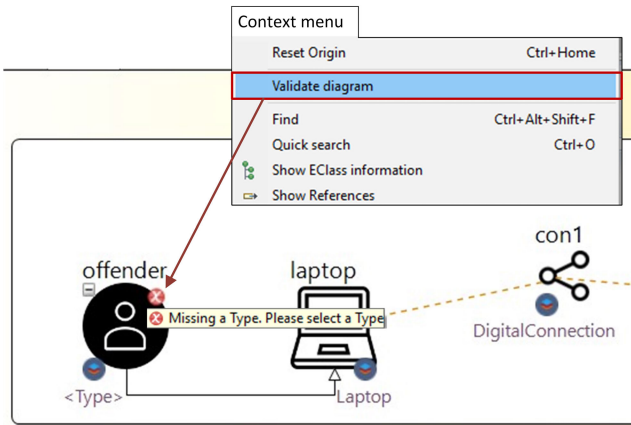 Context menu
Reset Origin Ctrl+Home
Validate diagram
Find Ctrl+Alt+Shift+F
Quick search Ctrl+O
Show EClass information
Show References
con1
offender
laptop
Missing a Type. Please select a Type
DigitalConnection
<Type>
Laptop